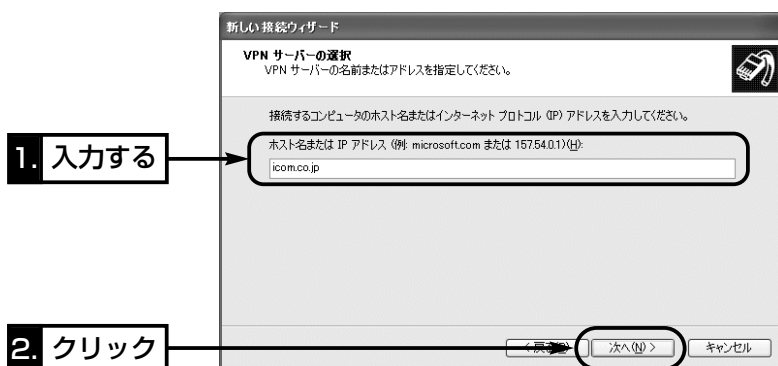 新しい接続ウィザード
VPN サーバーの選択
VPN サーバーの名前またはアドレスを指定してください。
接続するコンピュータのホスト名またはインターネット プロトコル (IP) アドレスを入力してください。
ホスト名または IP アドレス (例: microsoft.com または 157.54.0.1)(H):
icom.co.jp
1. 入力する
2. クリック
次へ(N) >
キャンセル